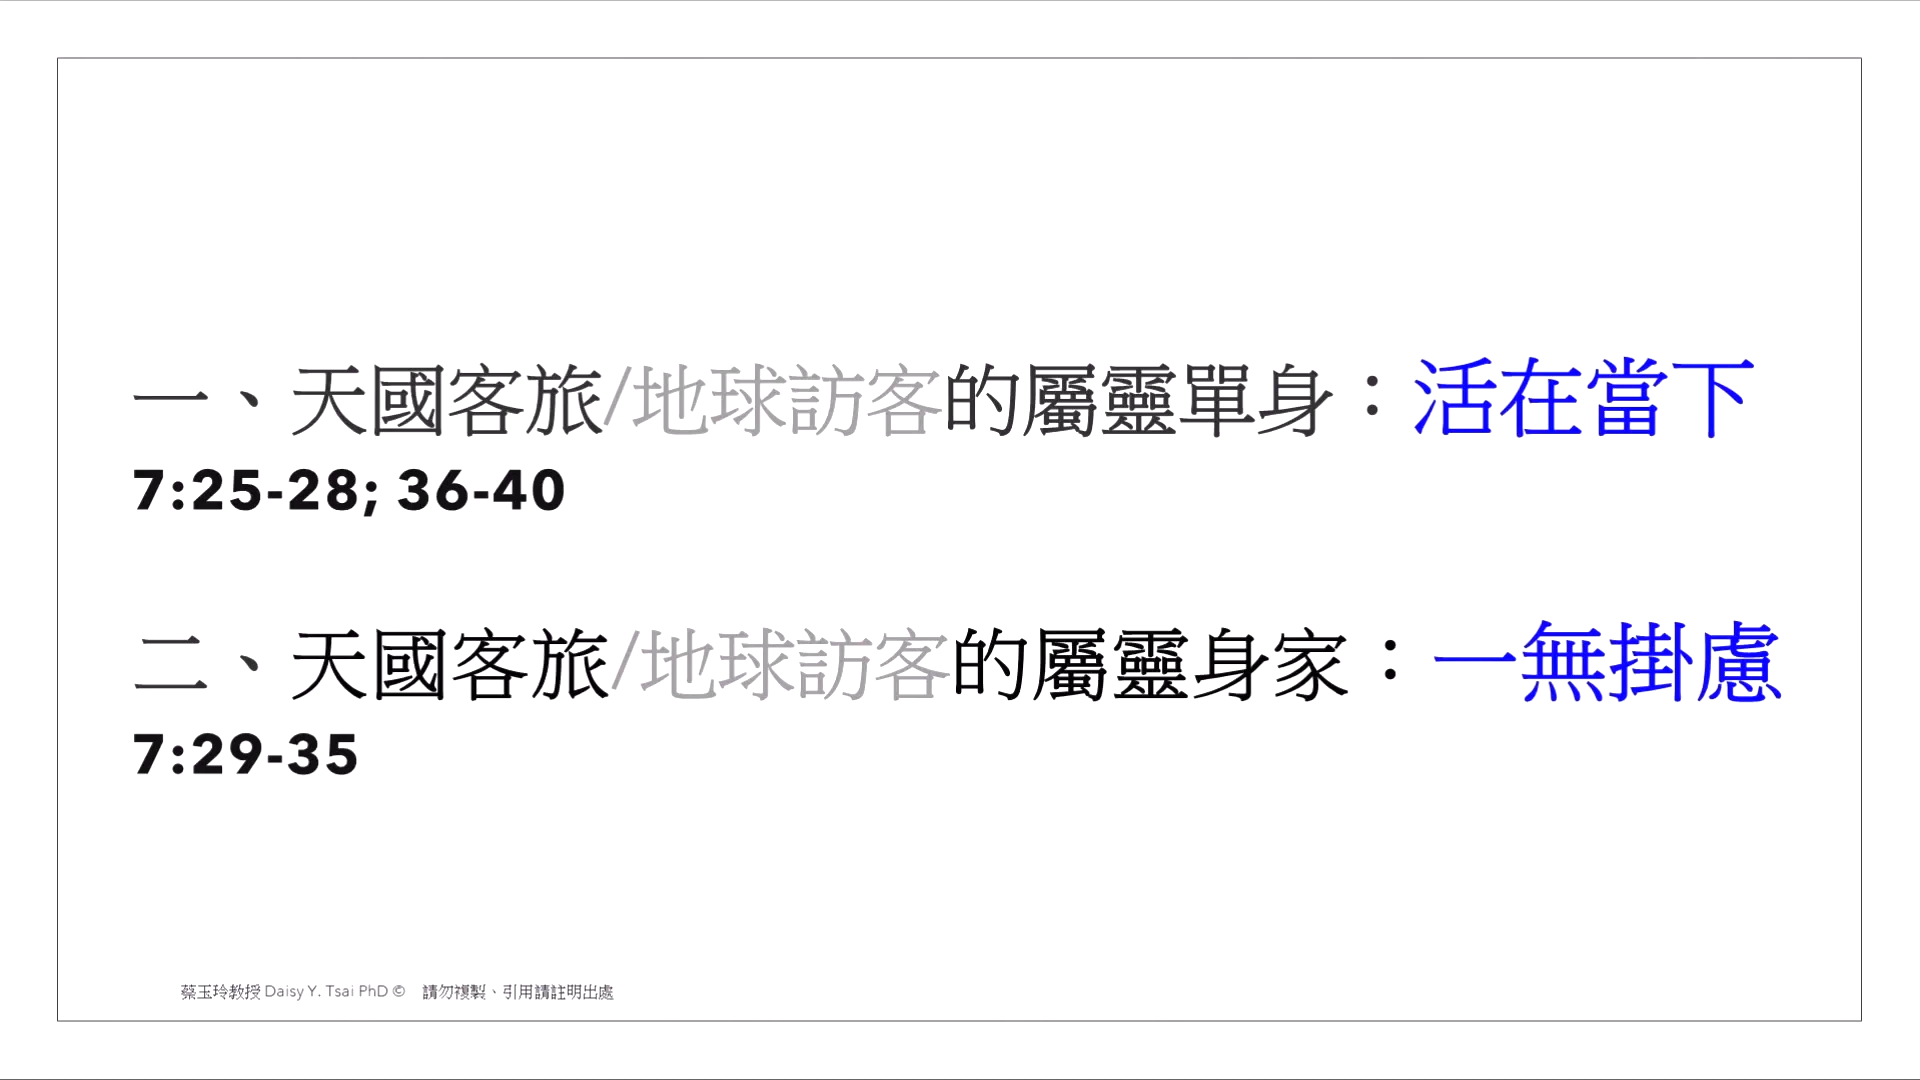 一、天國客旅/地球訪客的屬靈單身：活在當下
7:25-28; 36-40
二、天國客旅/地球訪客的屬靈身家：一無掛慮
7:29-35
蔡玉玲教授 Daisy Y. Tsai PhD © 請勿複製、引用請註明出處